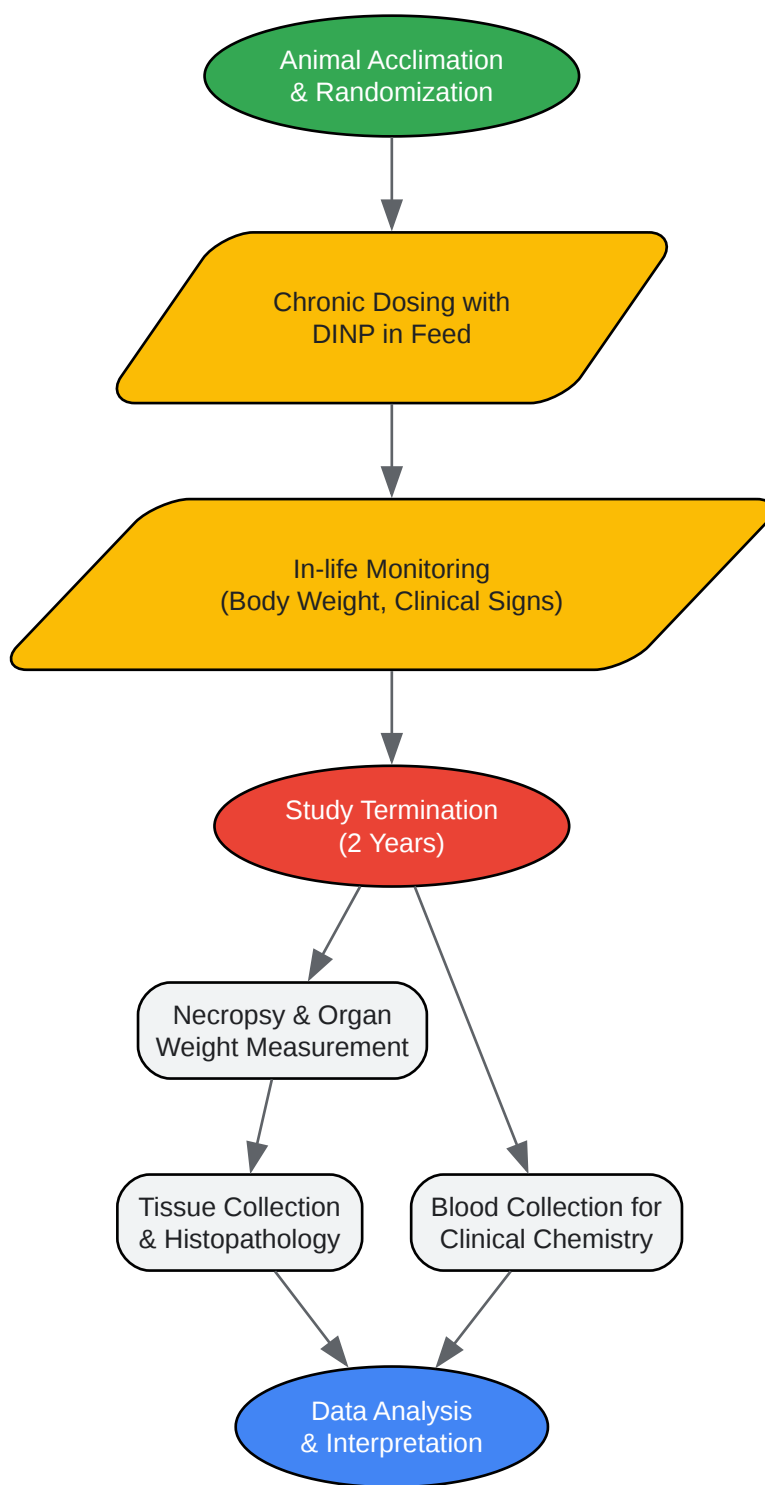 Animal Acclimation
& Randomization
Chronic Dosing with
DINP in Feed
In-life Monitoring
(Body Weight, Clinical Signs)
Study Termination
(2 Years)
Necropsy & Organ
Weight Measurement
Tissue Collection
& Histopathology
Blood Collection for
Clinical Chemistry
Data Analysis
& Interpretation